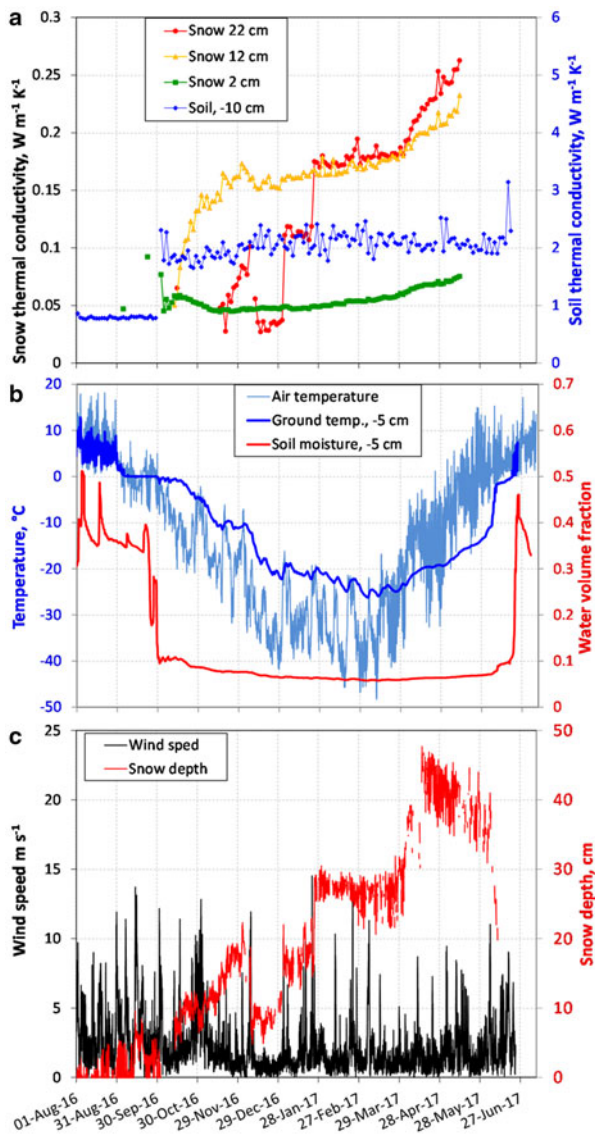 a
0.3
0.25
0.2
0.15
0.1
0.05
0
Snow thermal conductivity, W m⁻¹ K⁻¹
Snow 22 cm
Snow 12 cm
Snow 2 cm
Soil, -10 cm
6
5
4
3
2
1
0
Soil thermal conductivity, W m⁻¹ K⁻¹
b
20
10
0
-10
-20
-30
-40
-50
Temperature, °C
Air temperature
Ground temp., -5 cm
Soil moisture, -5 cm
0.7
0.6
0.5
0.4
0.3
0.2
0.1
0
Water volume fraction
c
25
20
15
10
5
0
Wind speed m s⁻¹
Wind sped
Snow depth
50
40
30
20
10
0
Snow depth, cm
01-Aug-16
31-Aug-16
30-Sep-16
30-Oct-16
29-Nov-16
29-Dec-16
28-Jan-17
27-Feb-17
29-Mar-17
28-Apr-17
28-May-17
27-Jun-17